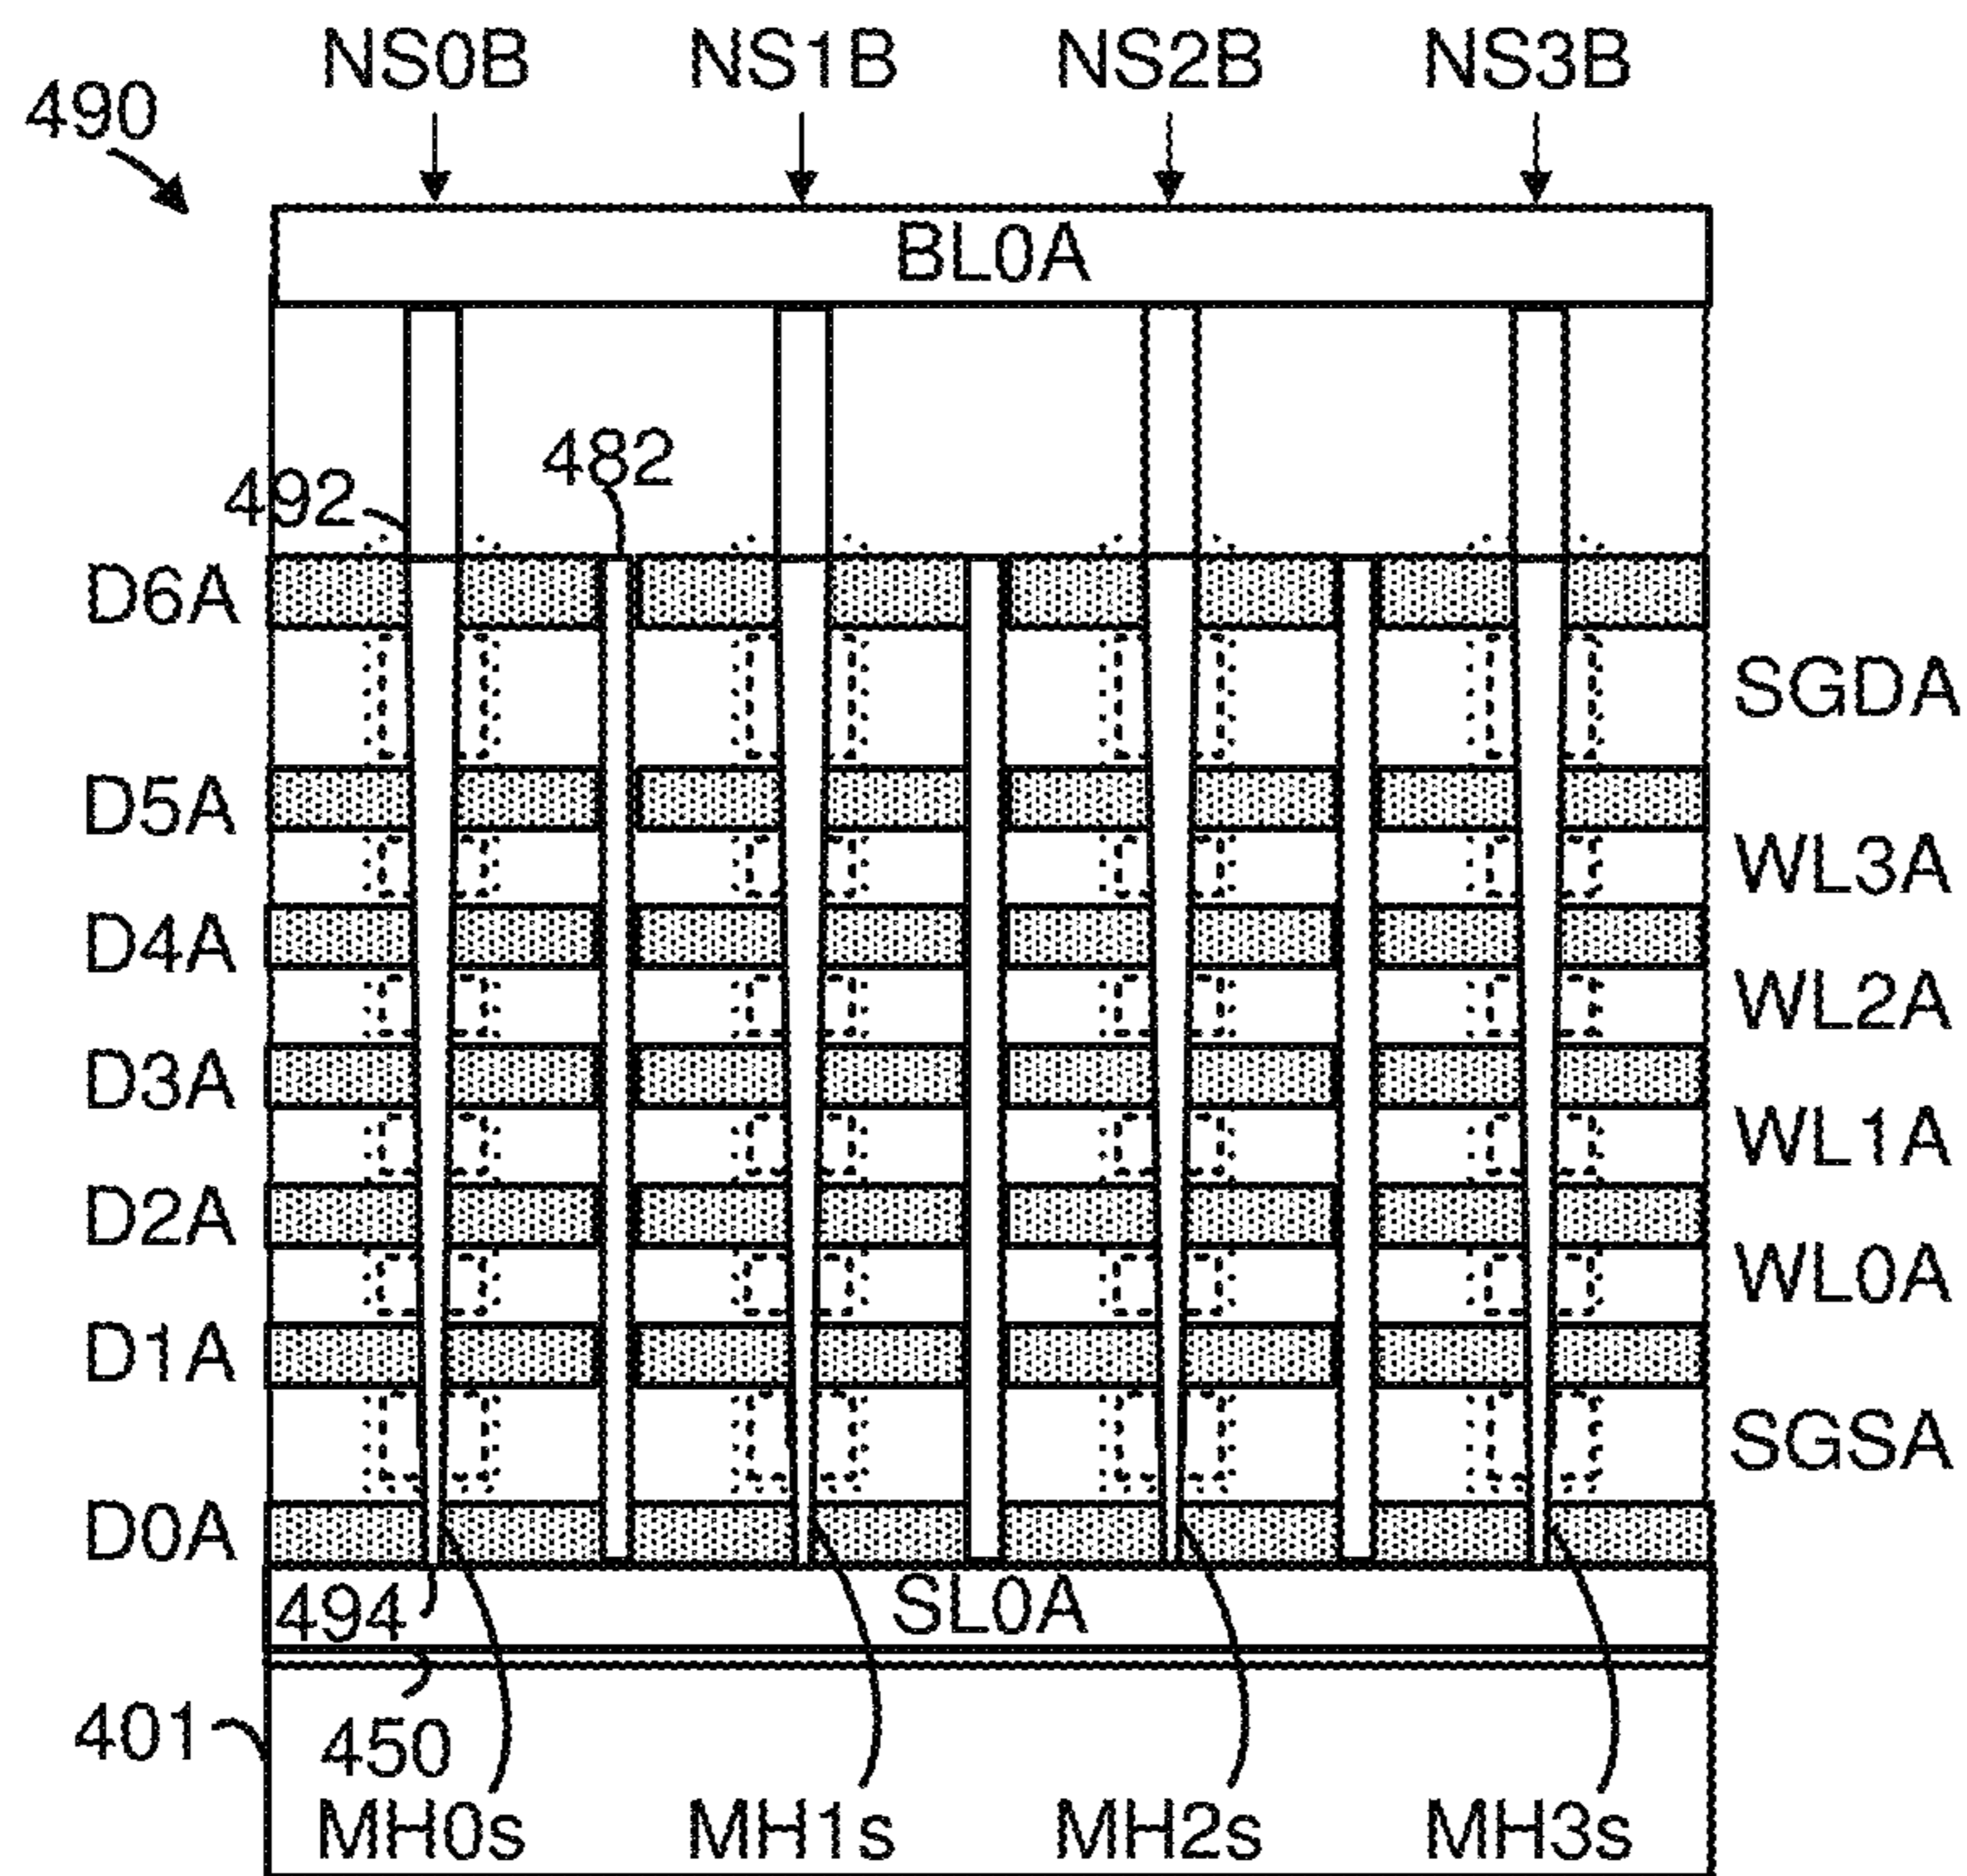 NS0B NS1B NS2B NS3B
490
BL0A
482
492
D6A
SGDA
D5A
WL3A
D4A
WL2A
D3A
WL1A
D2A
WL0A
D1A
SGSA
D0A
494
SL0A
401
450
MH0s MH1s MH2s MH3s